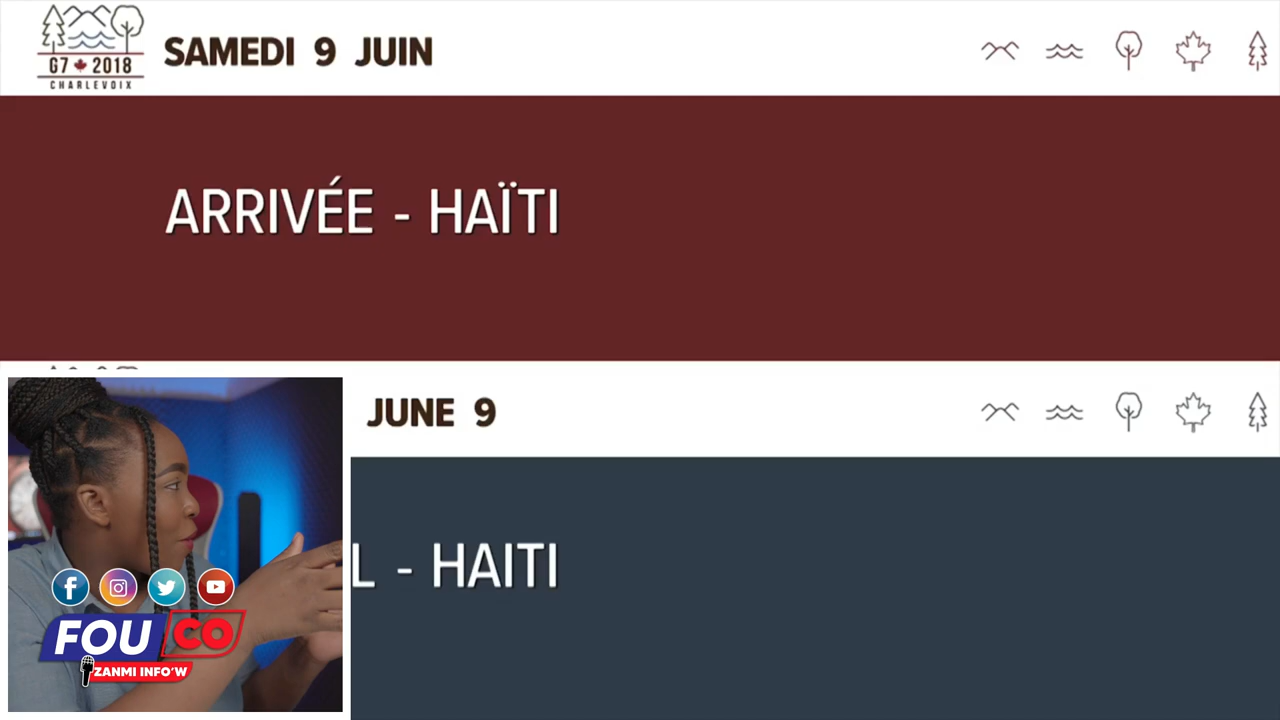 G7 2018
CHARLEVOIX
SAMEDI 9 JUIN
ARRIVÉE - HAÏTI
JUNE 9
L - HAITI
FOU CO
ZANMI INFO'W